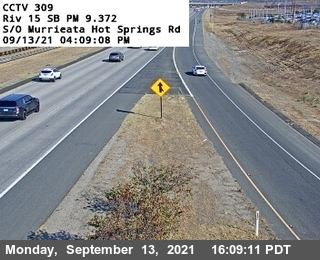 CCTV 309
Riv 15 SB PM 9.372
S/O Murrieata Hot Springs Rd
09/13/21 04:09:08 PM
Monday, September 13, 2021 16:09:11 PDT